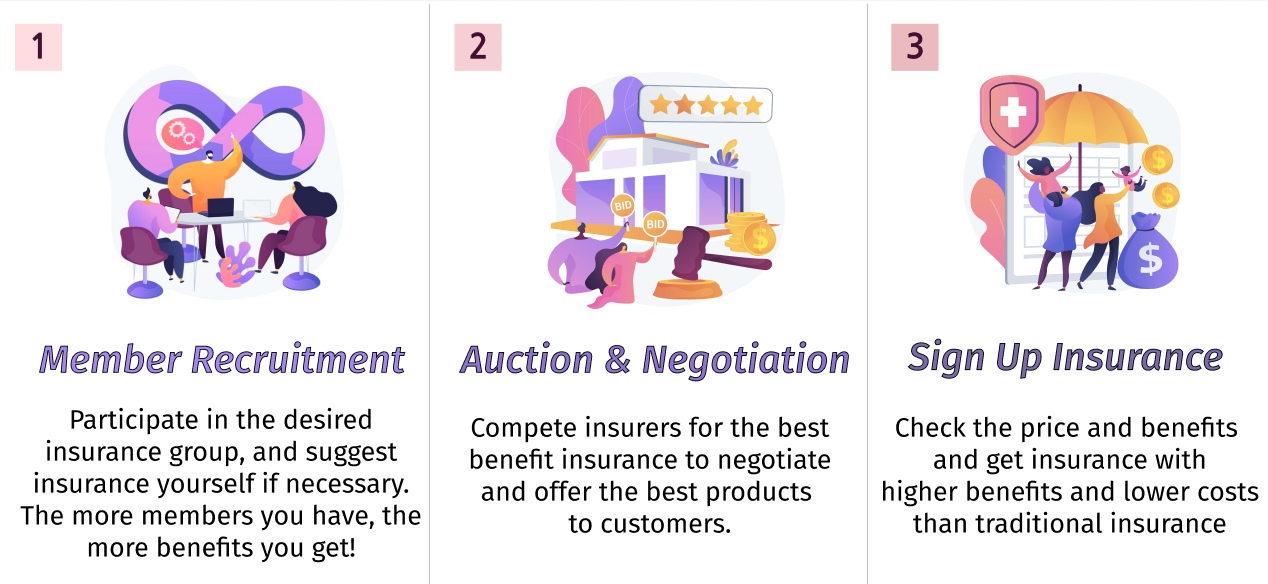 1
Member Recruitment
Participate in the desired
insurance group, and suggest
insurance yourself if necessary.
The more members you have, the
more benefits you get!
2
BID
BID
$
Auction & Negotiation
Compete insurers for the best
benefit insurance to negotiate
and offer the best products
to customers.
3
$
$
$
Sign Up Insurance
Check the price and benefits
and get insurance with
higher benefits and lower costs
than traditional insurance